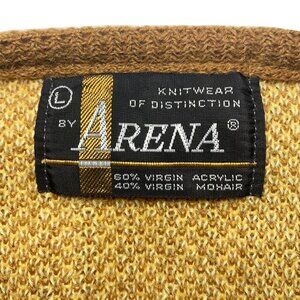 L
KNITWEAR
OF DISTINCTION
BY ARENA®
60% VIRGIN ACRYLIC
40% VIRGIN MOHAIR